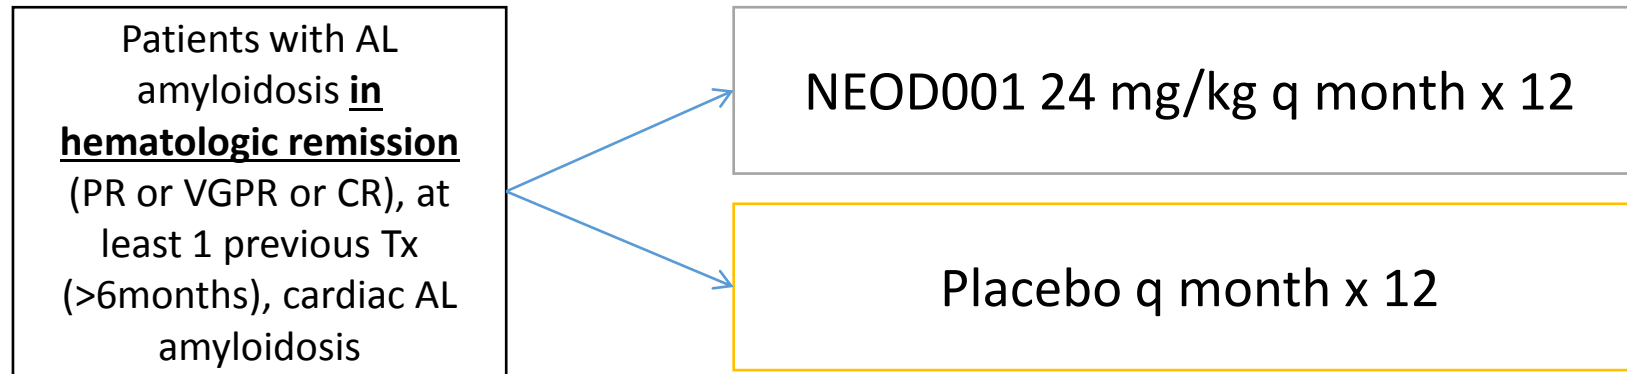 Patients with AL
amyloidosis in
hematologic remission
(PR or VGPR or CR), at
least 1 previous Tx
(>6months), cardiac AL
amyloidosis
NEOD001 24 mg/kg q month x 12
Placebo q month x 12